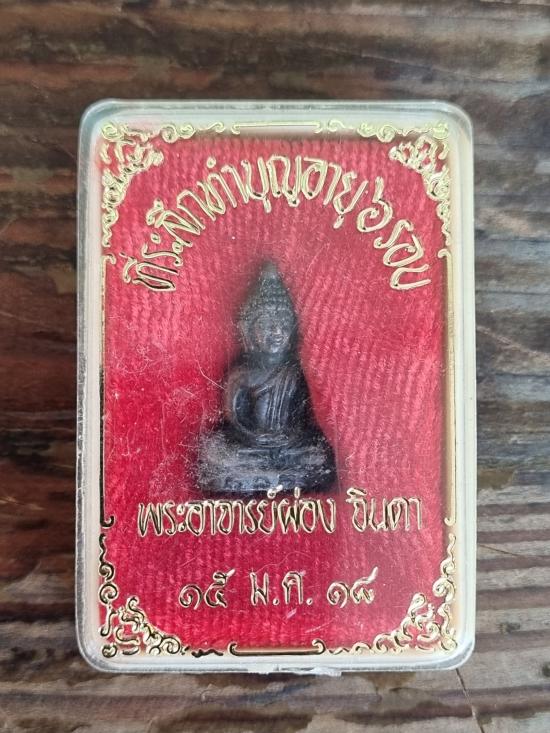 ที่ระลึกทำบุญอายุ ๖ รอบ
พระอาจารย์ผ่อง จินดา
๑๕ ม.ค. ๑๘